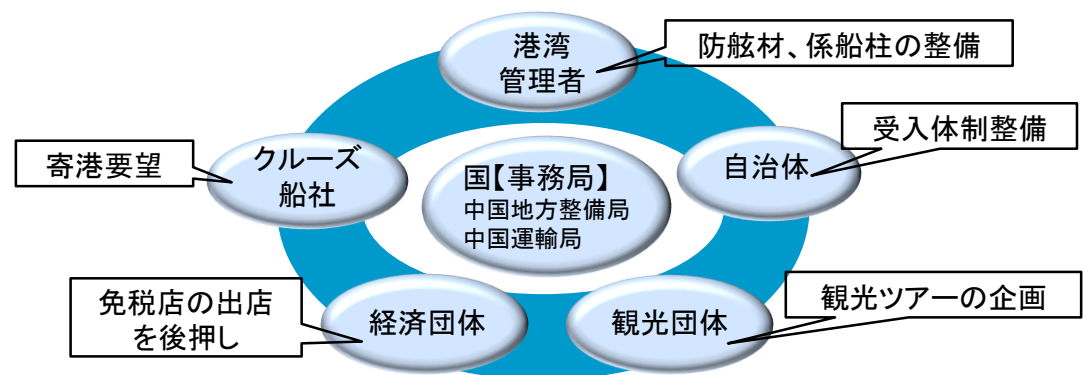 港湾
管理者
防舷材、係船柱の整備
受入体制整備
自治体
寄港要望
クルーズ
船社
国【事務局】
中国地方整備局
中国運輸局
免税店の出店
を後押し
経済団体
観光団体
観光ツアーの企画